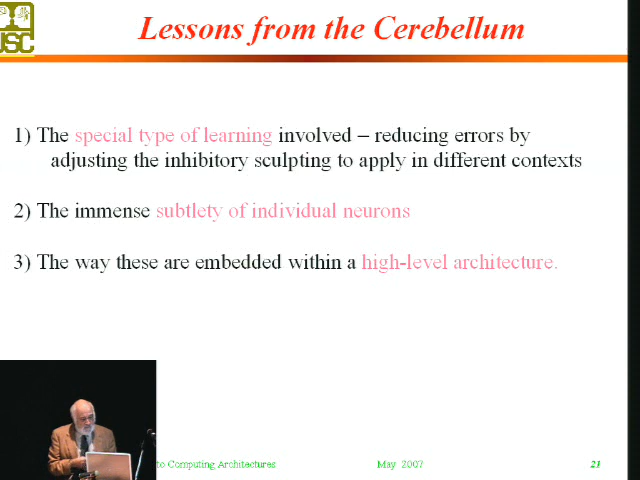 USC
Lessons from the Cerebellum
1) The special type of learning involved – reducing errors by
adjusting the inhibitory sculpting to apply in different contexts
2) The immense subtlety of individual neurons
3) The way these are embedded within a high-level architecture.
to Computing Architectures
May 2007
21